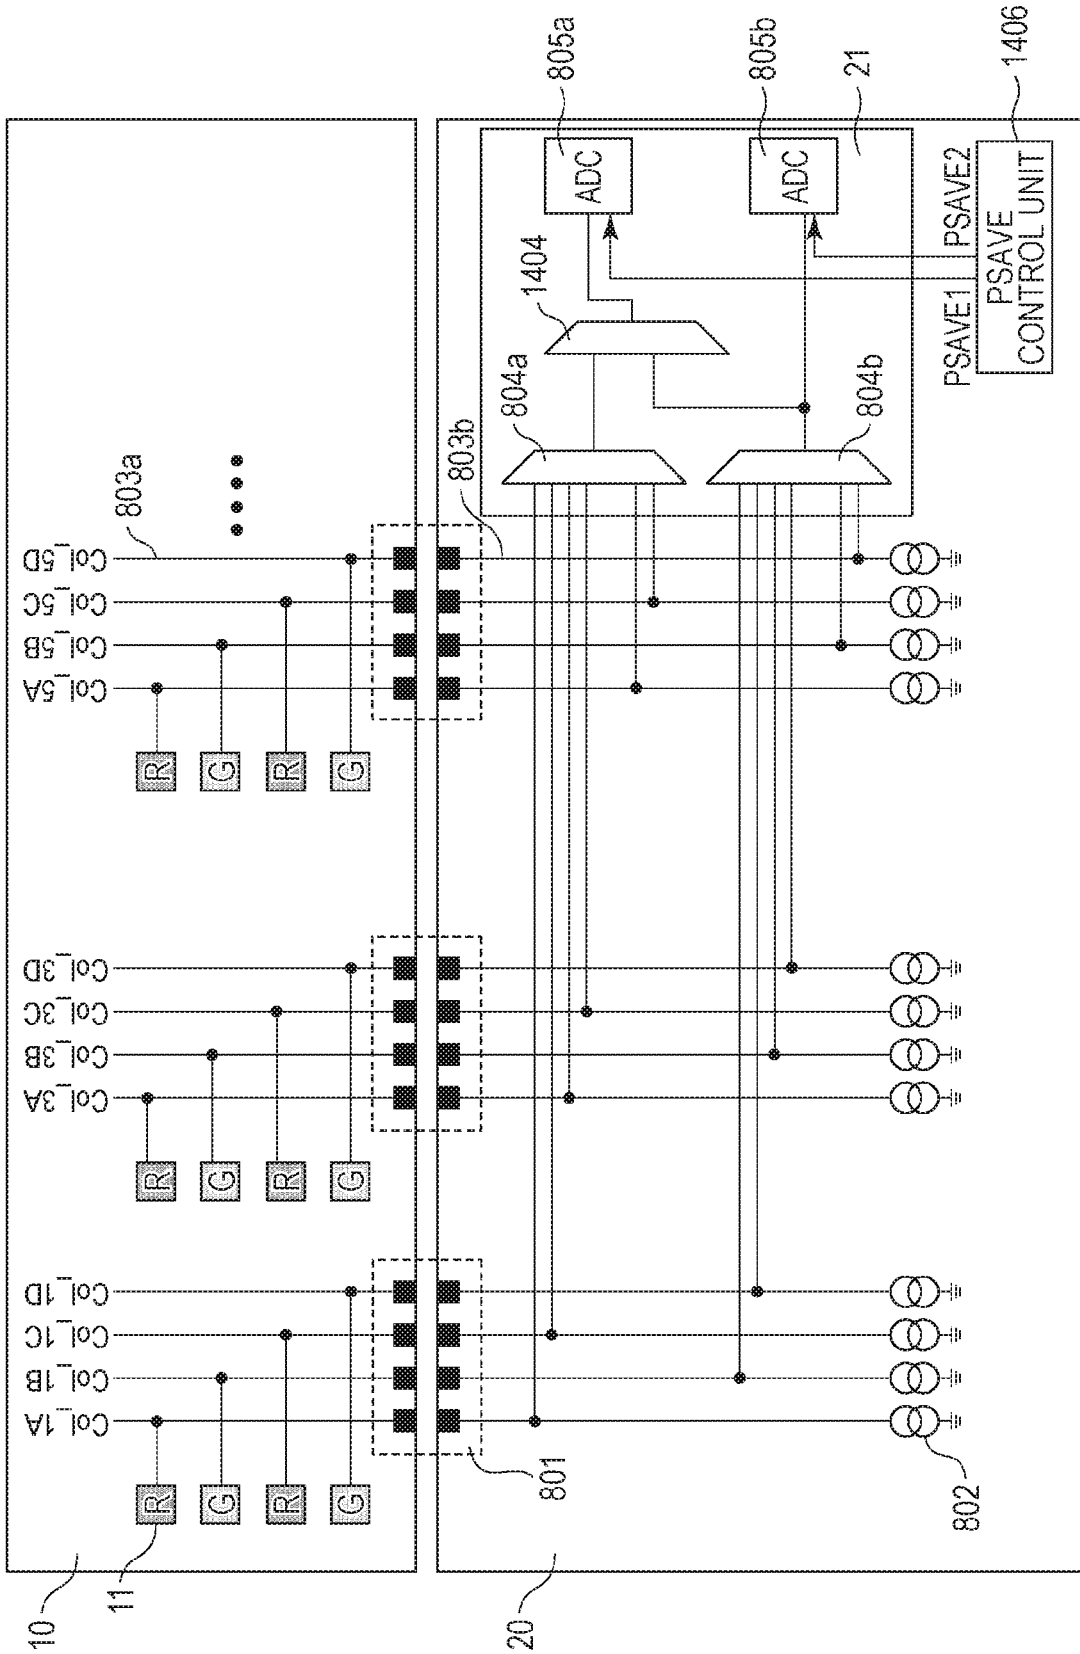 10
11
R
G
R
G
R
G
R
G
R
G
R
G
Col_1A
Col_1B
Col_1C
Col_1D
Col_3A
Col_3B
Col_3C
Col_3D
Col_5A
Col_5B
Col_5C
Col_5D
803a
20
801
802
803b
804a
804b
1404
ADC
805a
ADC
805b
21
PSAVE1
PSAVE2
PSAVE
CONTROL UNIT
1406